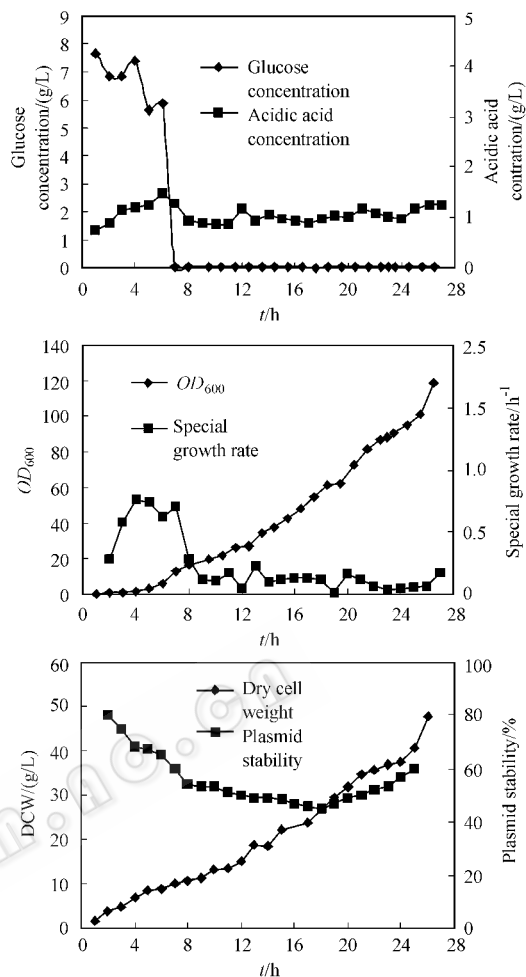 9
8
7
6
5
4
3
2
1
0
Glucose
concentration/(g/L)
Glucose
concentration
Acidic acid
concentration
5
4
3
2
1
0
Acidic acid
contration/(g/L)
0 4 8 12 16 20 24 28
t/h
140
120
100
80
60
40
20
0
OD600
OD600
Special
growth rate
2.5
2.0
1.5
1.0
0.5
0
Special growth rate/h-1
0 4 8 12 16 20 24 28
t/h
60
50
40
30
20
10
0
DCW/(g/L)
Dry cell
weight
Plasmid
stability
100
80
60
40
20
0
Plasmid stability/%
0 4 8 12 16 20 24 28
t/h